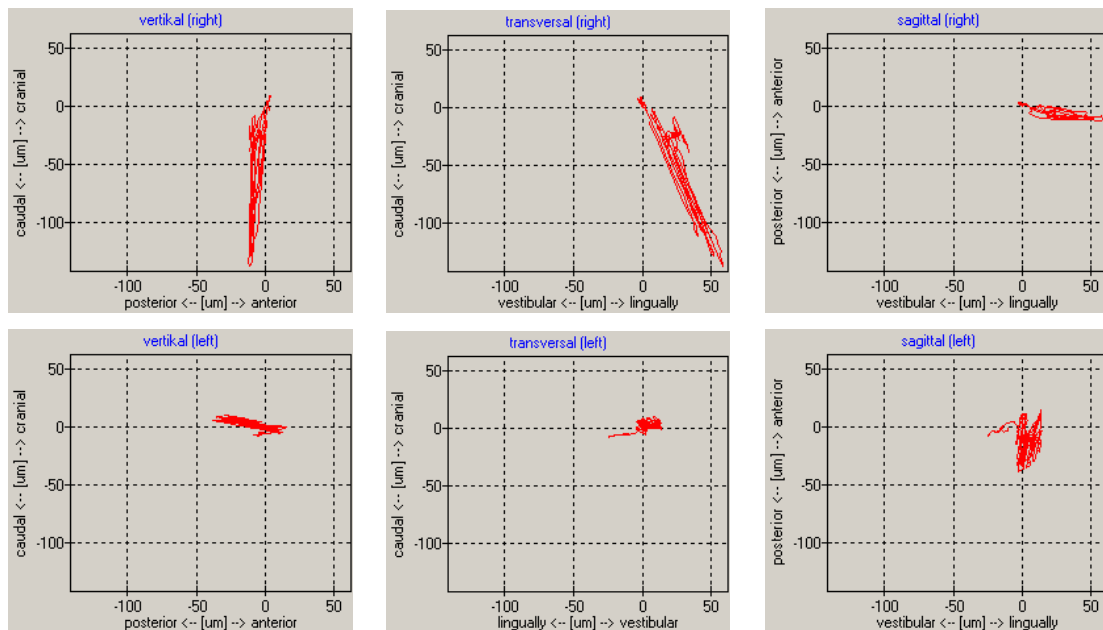 vertikal (right)
caudal <-- [um] --> cranial
50
0
-50
-100
-100 -50 0 50
posterior <-- [um] --> anterior
transversal (right)
caudal <-- [um] --> cranial
50
0
-50
-100
-100 -50 0 50
vestibular <-- [um] --> lingually
sagittal (right)
posterior <-- [um] --> anterior
50
0
-50
-100
-100 -50 0 50
vestibular <-- [um] --> lingually
vertikal (left)
caudal <-- [um] --> cranial
50
0
-50
-100
-100 -50 0 50
posterior <-- [um] --> anterior
transversal (left)
caudal <-- [um] --> cranial
50
0
-50
-100
-100 -50 0 50
lingually <-- [um] --> vestibular
sagittal (left)
posterior <-- [um] --> anterior
50
0
-50
-100
-100 -50 0 50
vestibular <-- [um] --> lingually